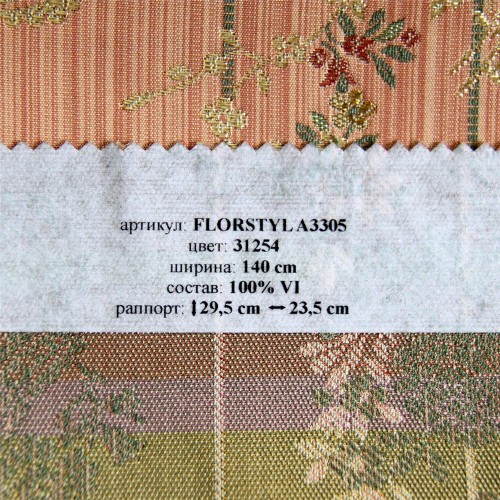 артикул: FLORSTYL A3305
цвет: 31254
ширина: 140 cm
состав: 100% VI
раппорт: ↕29,5 cm ↔23,5 cm